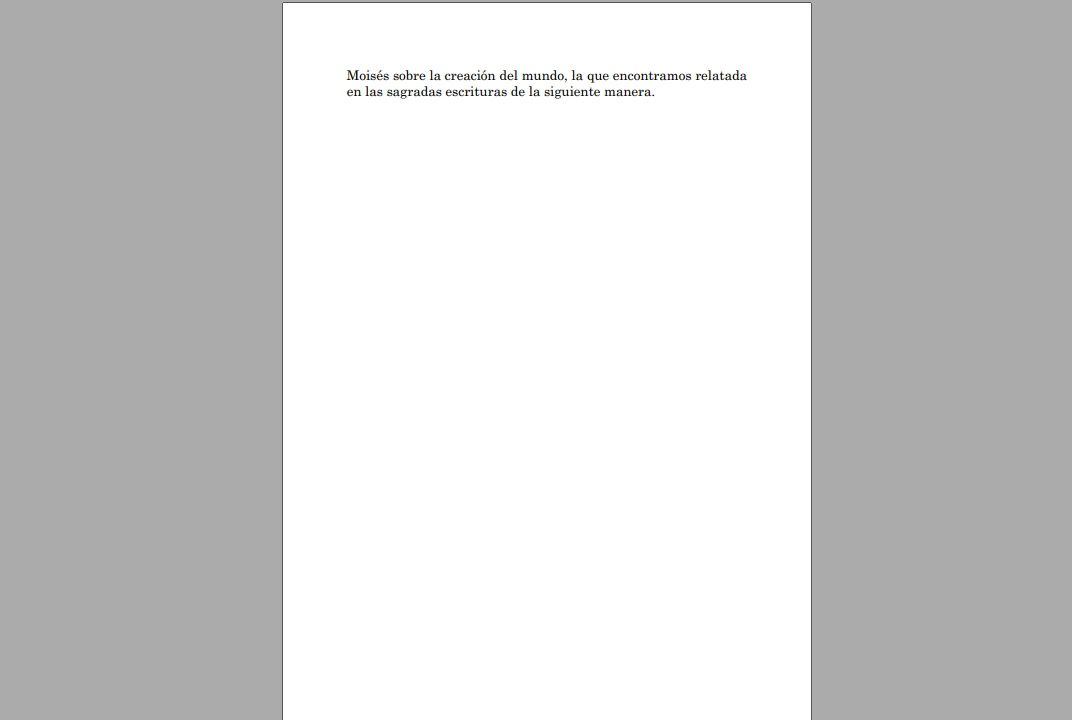 Moisés sobre la creación del mundo, la que encontramos relatada
en las sagradas escrituras de la siguiente manera.